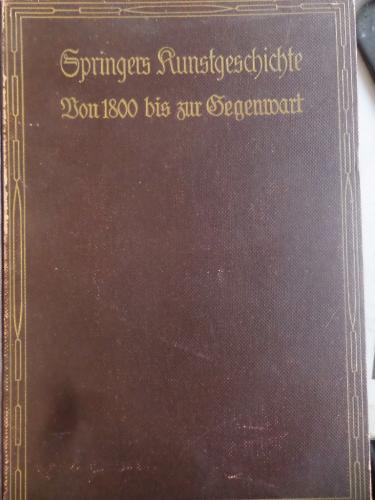 Springers Kunstgeschichte
Von 1800 bis zur Gegenwart